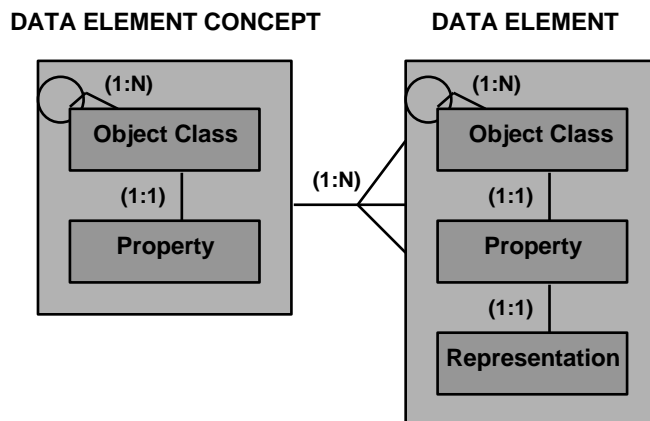 DATA ELEMENT CONCEPT
DATA ELEMENT
(1:N)
Object Class
(1:1)
Property
(1:N)
(1:N)
Object Class
(1:1)
Property
(1:1)
Representation